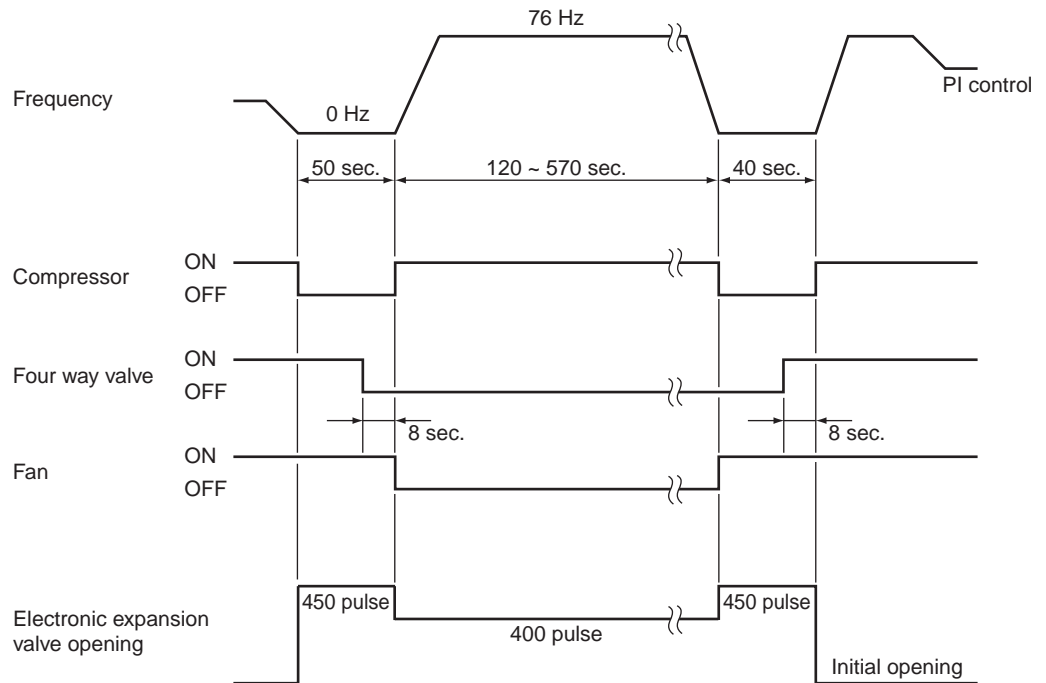 76 Hz
Frequency
PI control
0 Hz
50 sec.
120 ~ 570 sec.
40 sec.
Compressor
ON
OFF
Four way valve
ON
OFF
8 sec.
8 sec.
Fan
ON
OFF
Electronic expansion
valve opening
450 pulse
400 pulse
450 pulse
Initial opening